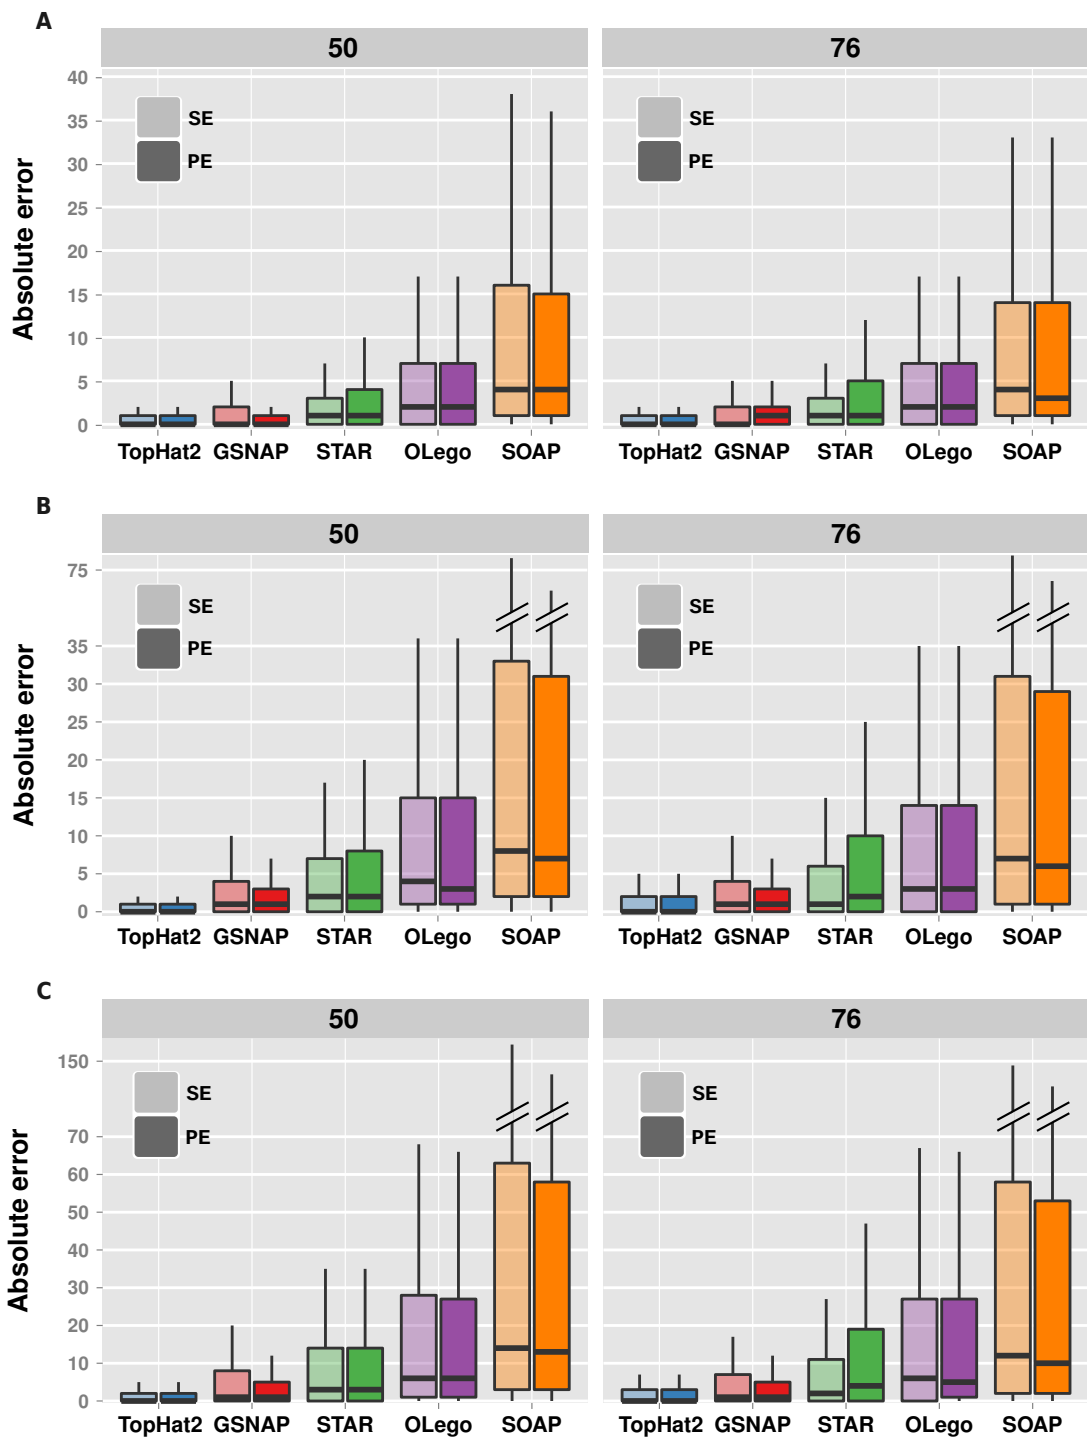 A
50
76
Absolute error
40
35
30
25
20
15
10
5
0
SE
PE
SE
PE
TopHat2 GSNAP STAR OLego SOAP
TopHat2 GSNAP STAR OLego SOAP
B
50
76
Absolute error
75
35
30
25
20
15
10
5
0
SE
PE
SE
PE
TopHat2 GSNAP STAR OLego SOAP
TopHat2 GSNAP STAR OLego SOAP
C
50
76
Absolute error
150
70
60
50
40
30
20
10
0
SE
PE
SE
PE
TopHat2 GSNAP STAR OLego SOAP
TopHat2 GSNAP STAR OLego SOAP